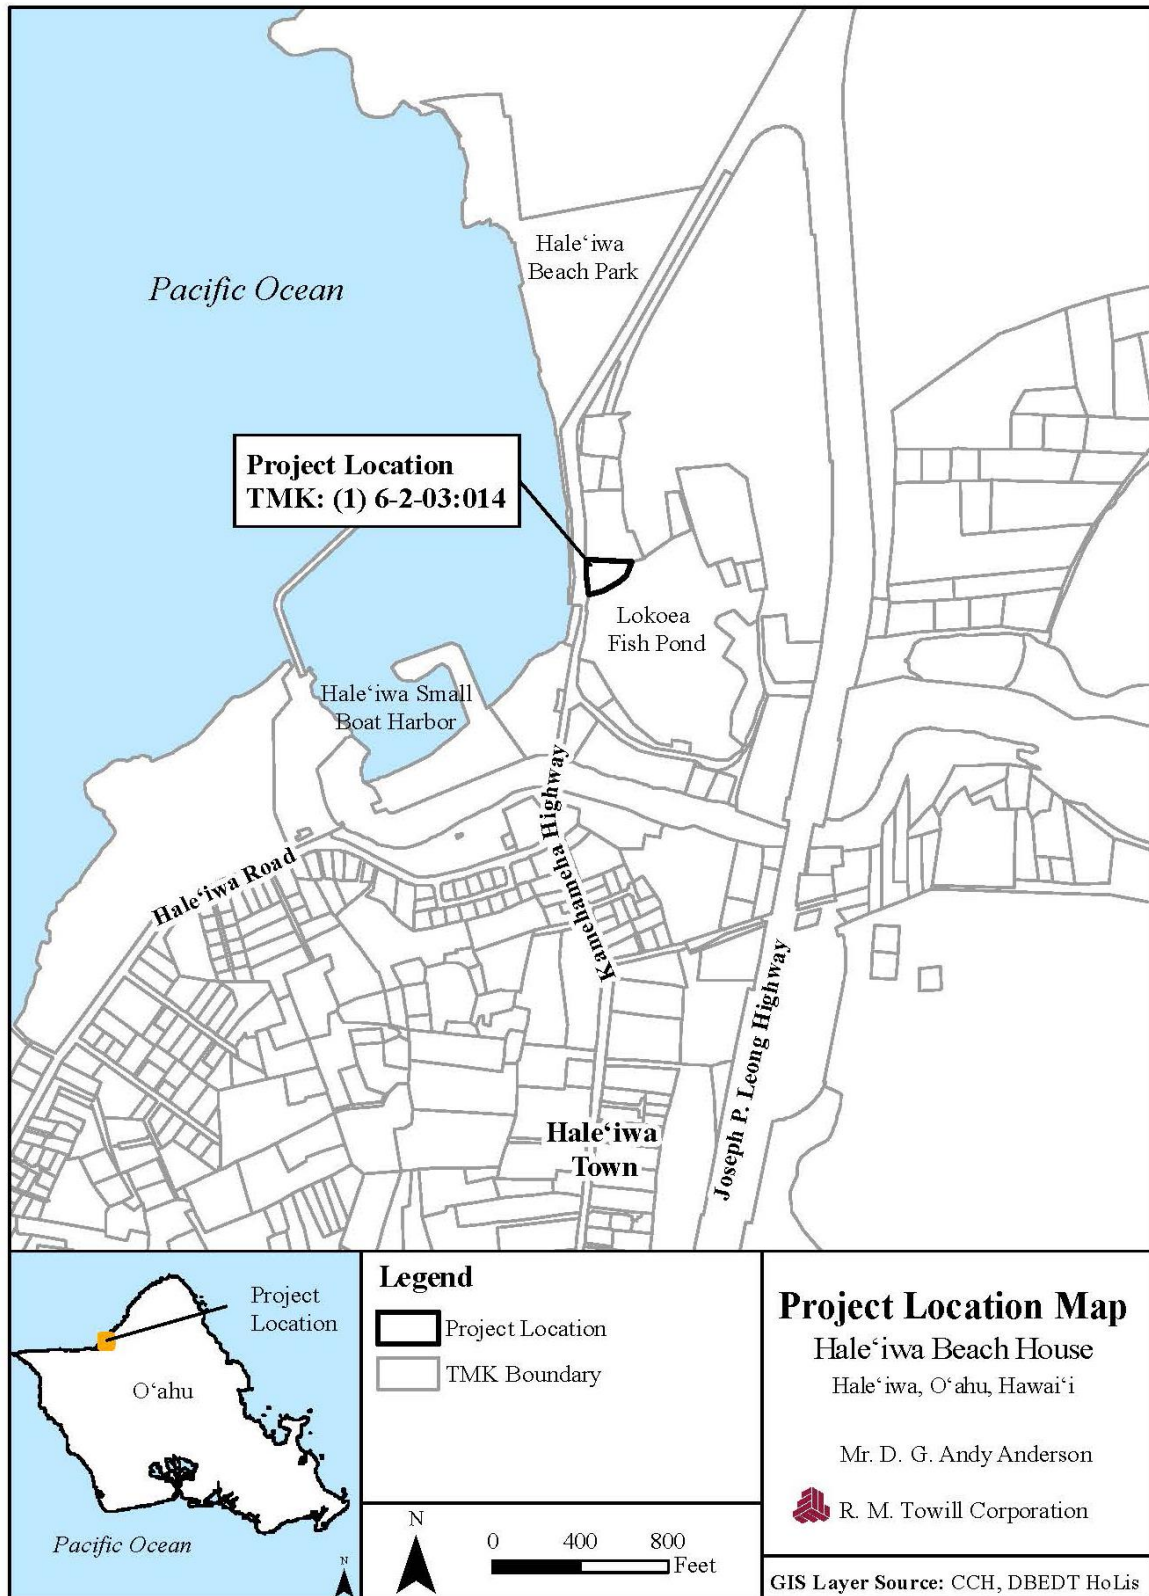 Hale‘iwa
Beach Park
Pacific Ocean
Project Location
TMK: (1) 6-2-03:014
Lokoea
Fish Pond
Hale‘iwa Small
Boat Harbor
Kamehameha Highway
Hale‘iwa Road
Joseph P. Leong Highway
Hale‘iwa
Town
Project
Location
O‘ahu
Pacific Ocean
N
Legend
Project Location
TMK Boundary
N
0 400 800
Feet
Project Location Map
Hale‘iwa Beach House
Hale‘iwa, O‘ahu, Hawai‘i
Mr. D. G. Andy Anderson
R. M. Towill Corporation
GIS Layer Source: CCH, DBEDT HoLis